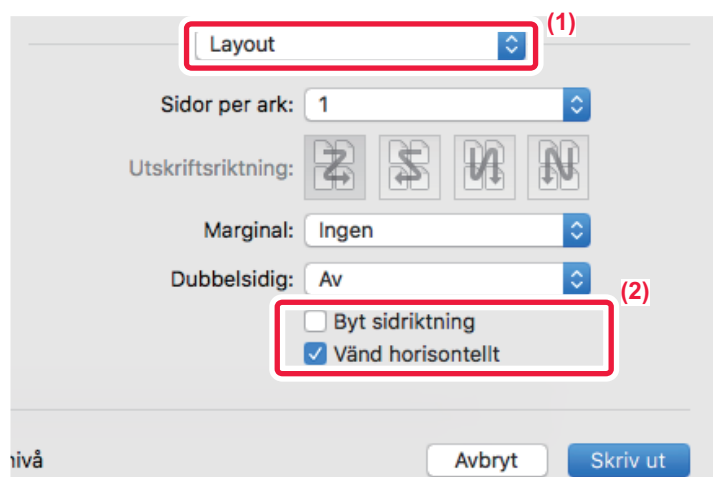 (1)
Layout
Sidor per ark: 1
Utskriftsriktning:
Marginal: Ingen
Dubbelsidig: Av
(2)
Byt sidriktning
Vänd horisontellt
nivå Avbryt Skriv ut